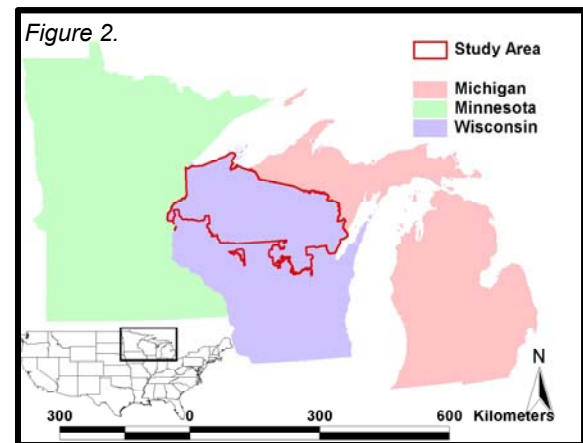 Figure 2.
Study Area
Michigan
Minnesota
Wisconsin
N
300 0 300 600 Kilometers